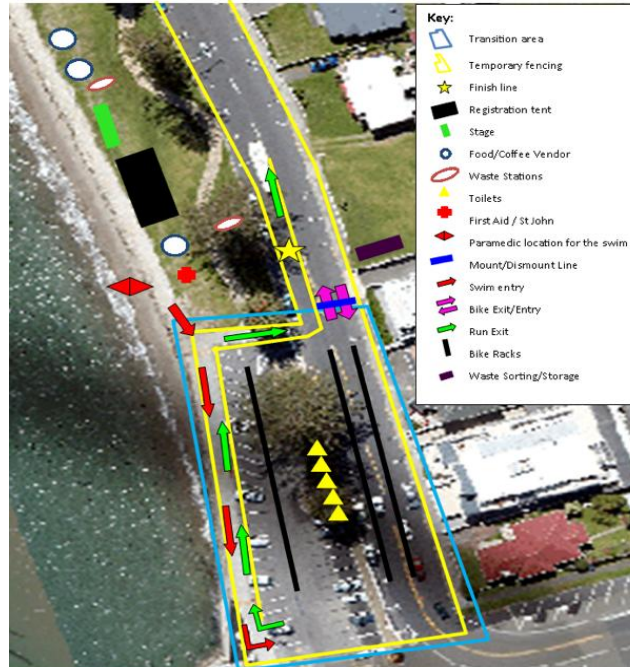 Key:
Transition area
Temporary fencing
Finish line
Registration tent
Stage
Food/Coffee Vendor
Waste Stations
Toilets
First Aid / St John
Paramedic location for the swim
Mount/Dismount Line
Swim entry
Bike Exit/Entry
Run Exit
Bike Racks
Waste Sorting/Storage